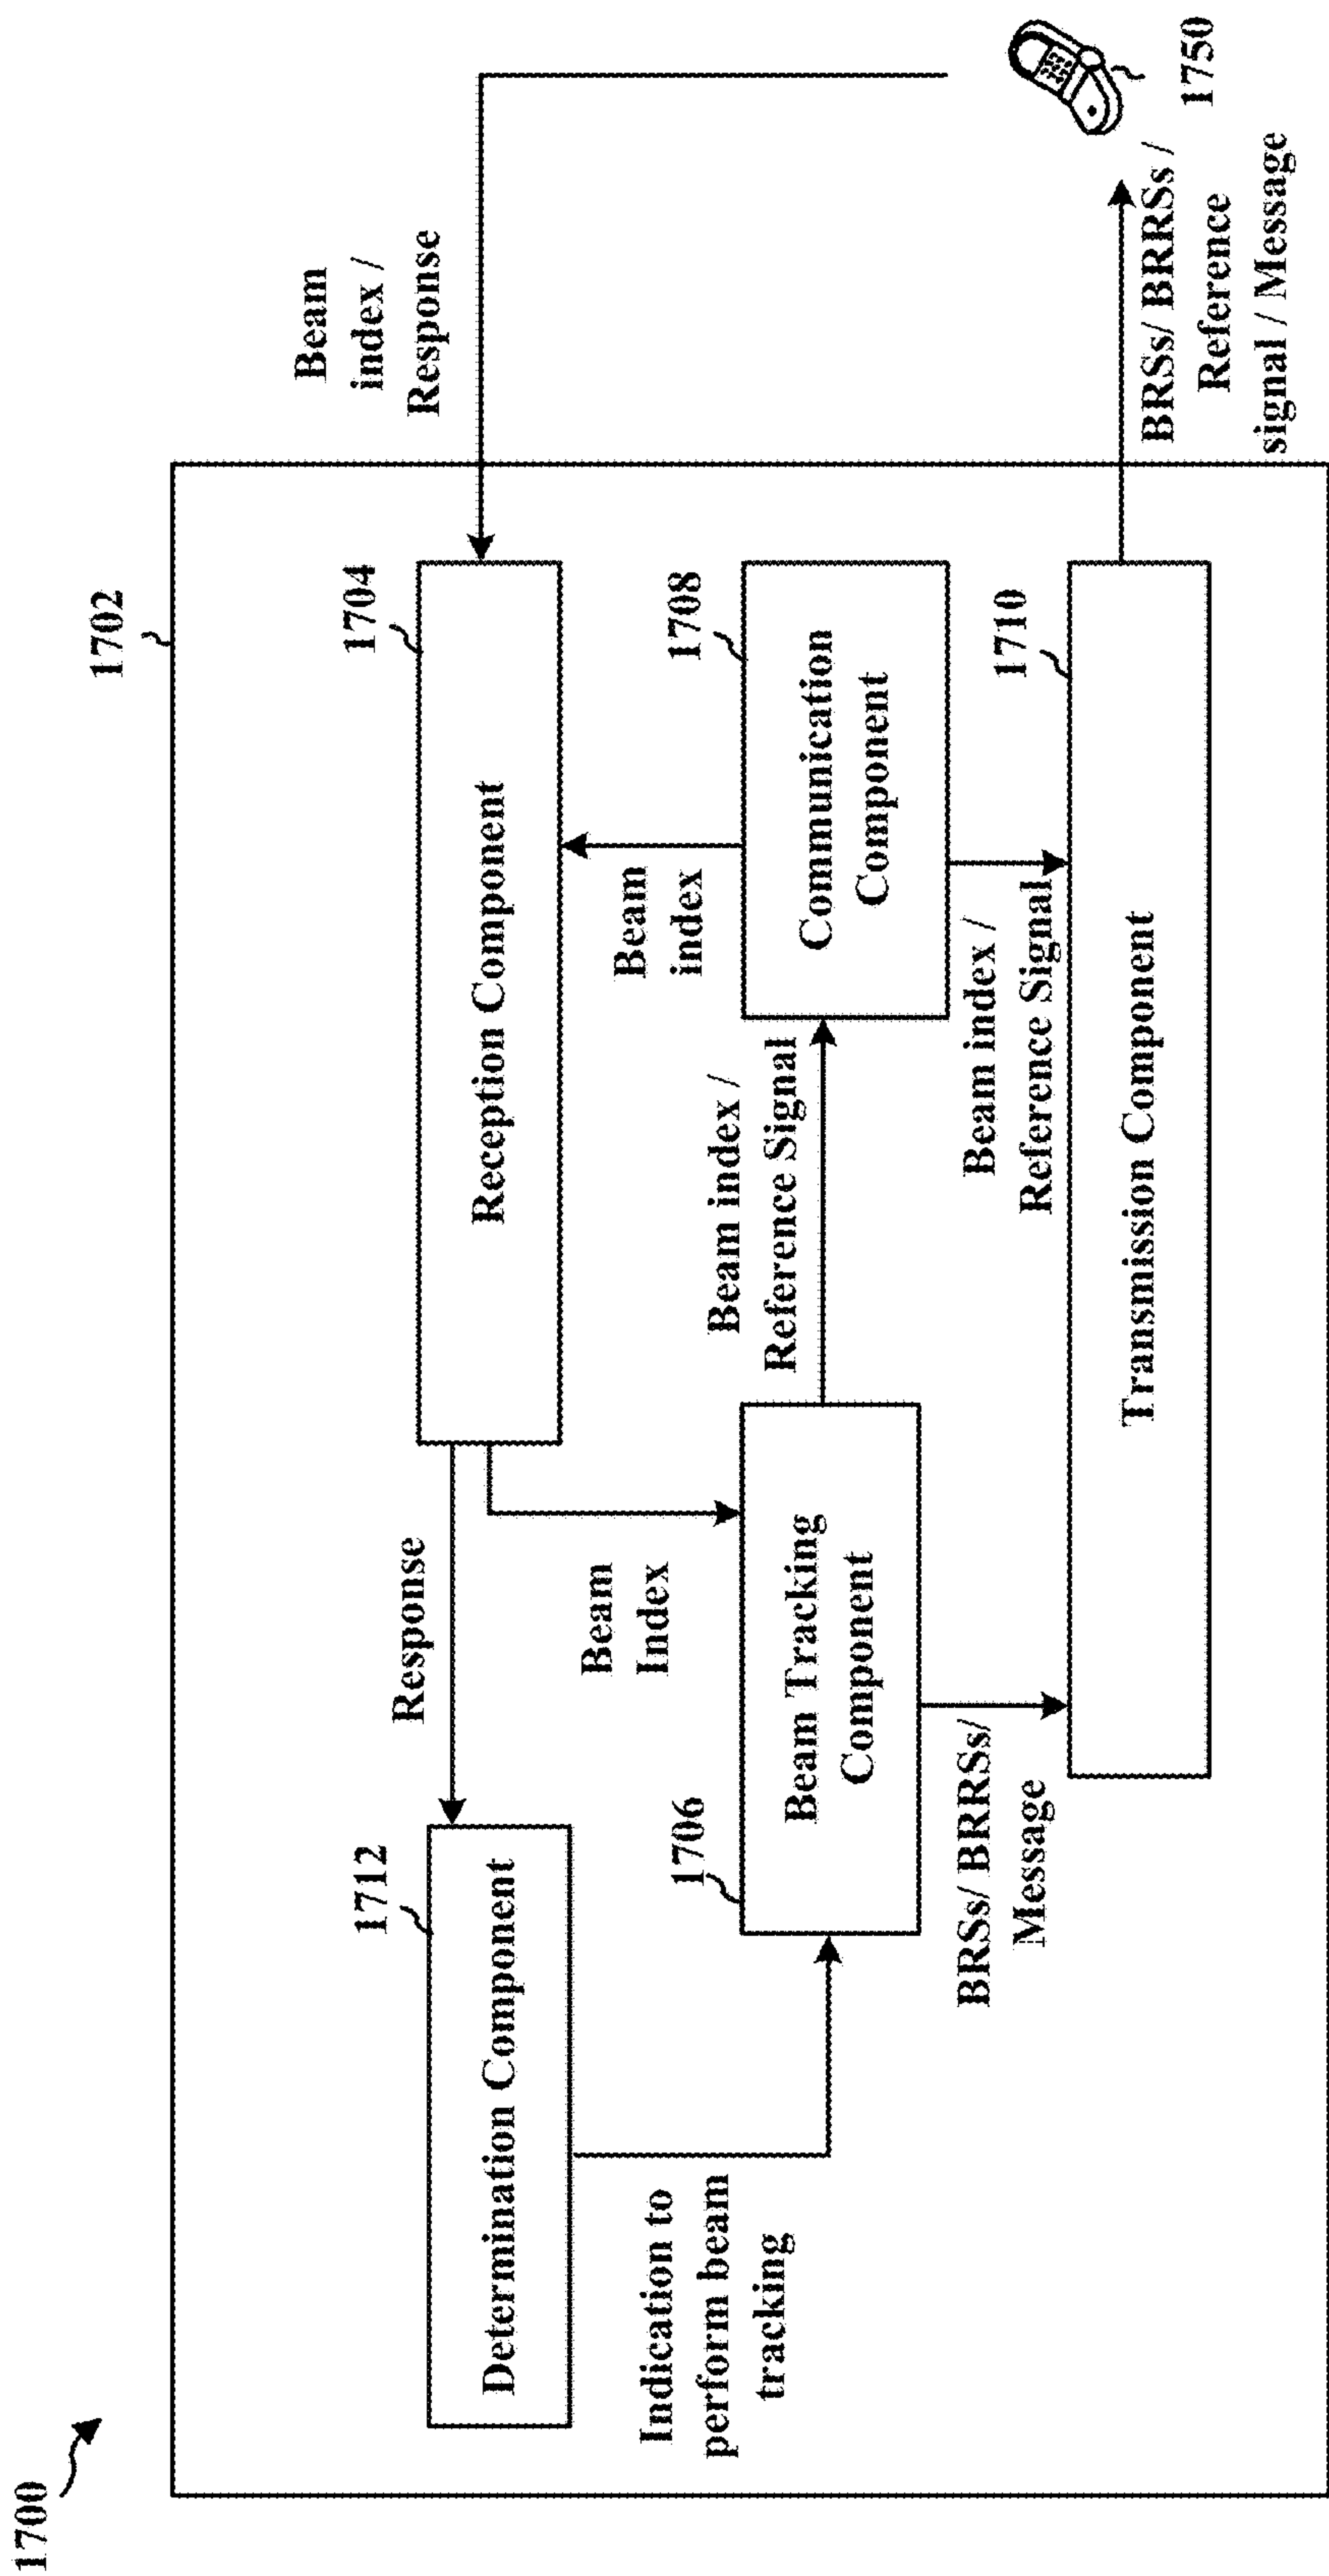 1700
1702
Beam
index /
Response
1712
Determination Component
Response
1704
Reception Component
Indication to
perform beam
tracking
Beam
Index
Beam
index
1706
Beam Tracking
Component
Beam index /
Reference Signal
1708
Communication
Component
BRSs/ BRRSs/
Message
Beam index /
Reference Signal
1710
Transmission Component
1750
BRSs/ BRRSs /
Reference
signal / Message